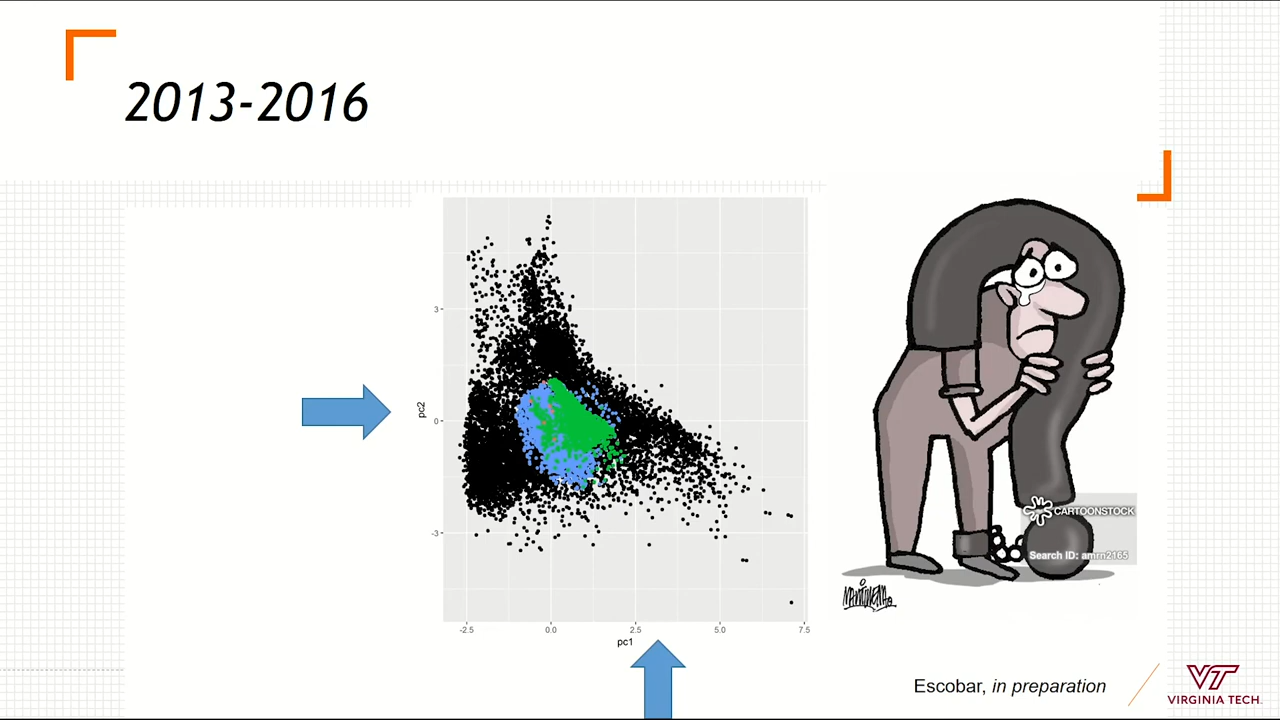 2013-2016
3
0
-3
pc2
-2.5 0.0 2.5 5.0 7.5
pc1
CARTOONSTOCK
Search ID: amrn2165
Escobar, in preparation
VT
VIRGINIA TECH.